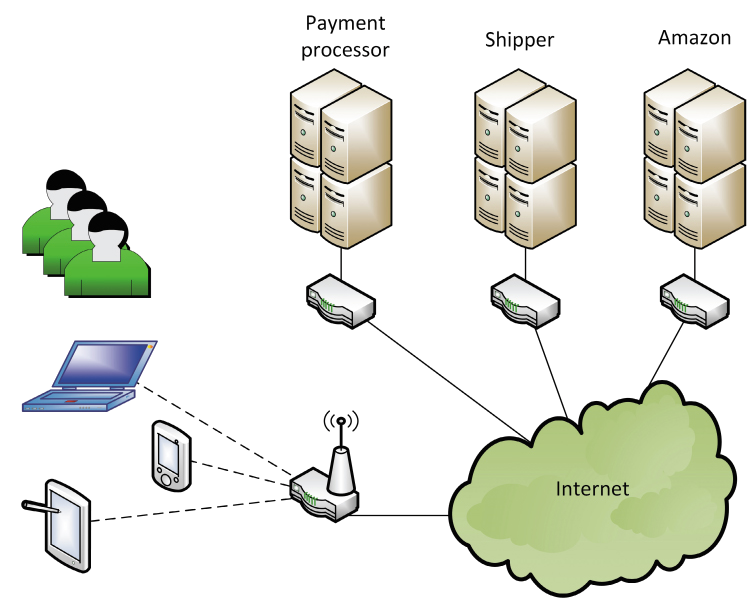 Payment
processor
Shipper
Amazon
Internet